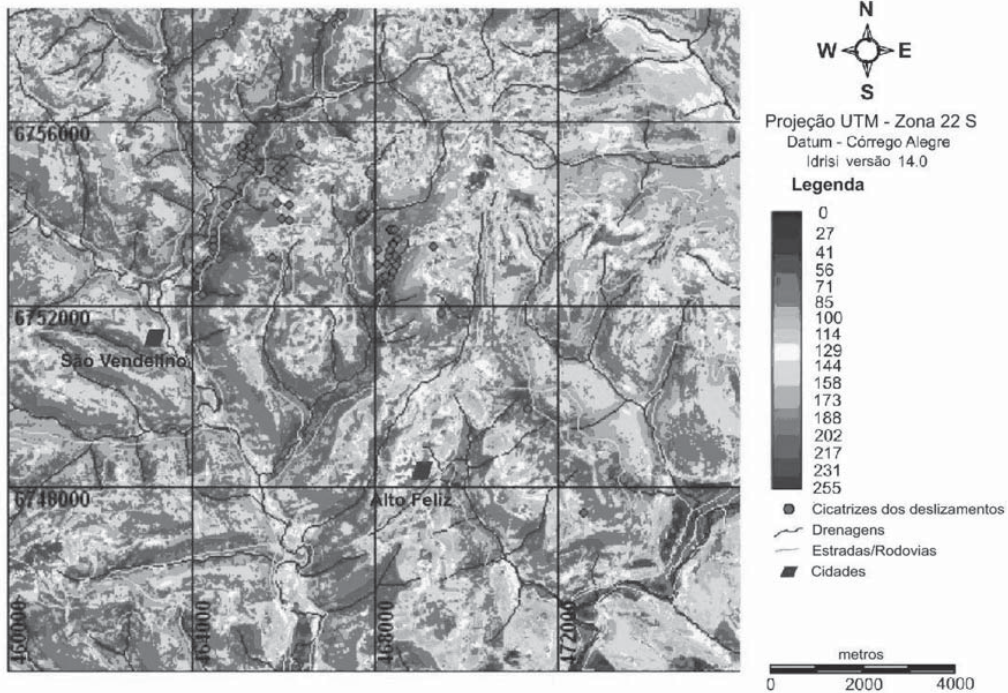 N
W E
S
Projeção UTM - Zona 22 S
Datum - Córrego Alegre
Idrisi versão 14.0
Legenda
0
27
41
56
71
85
100
114
129
144
158
173
188
202
217
231
255
Cicatrizes dos deslizamentos
Drenagens
Estradas/Rodovias
Cidades
metros
0 2000 4000
6756000
6752000
São Vendelino
6748000
Alto Feliz
460000
464000
468000
472000